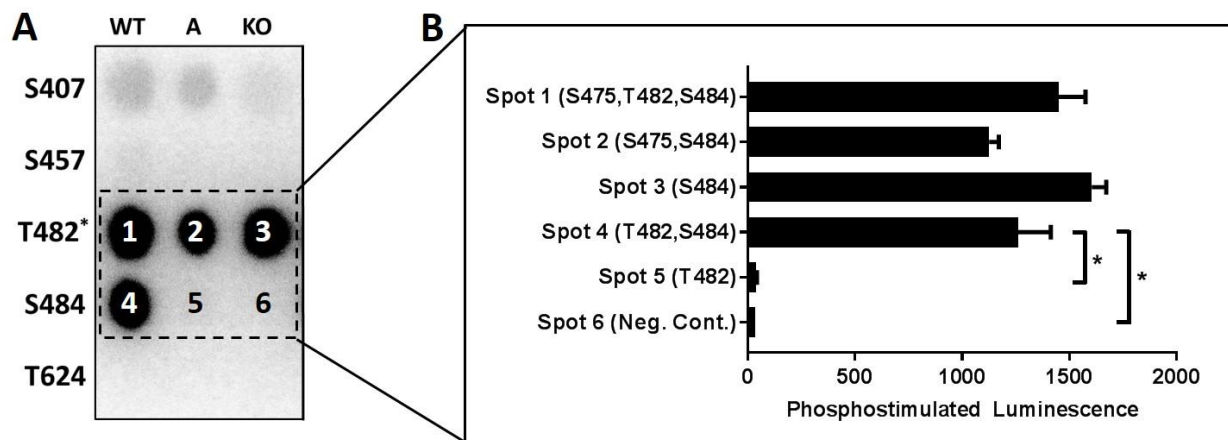 A
WT A KO
S407
S457
T482*
S484
T624
1 2 3
4 5 6
B
Spot 1 (S475,T482,S484)
Spot 2 (S475,S484)
Spot 3 (S484)
Spot 4 (T482,S484)
Spot 5 (T482)
Spot 6 (Neg. Cont.)
* *
0 500 1000 1500 2000
Phosphostimulated Luminescence